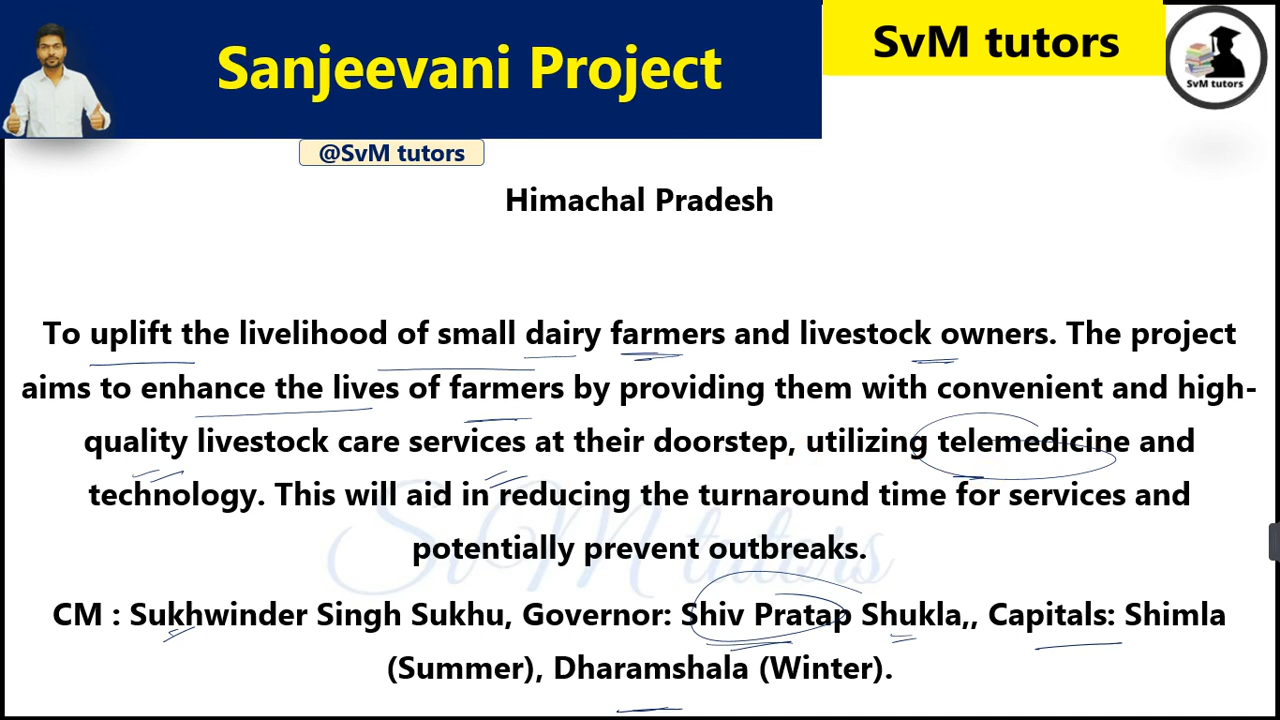 Sanjeevani Project
SvM tutors
SvM tutors
@SvM tutors
Himachal Pradesh
To uplift the livelihood of small dairy farmers and livestock owners. The project
aims to enhance the lives of farmers by providing them with convenient and high-
quality livestock care services at their doorstep, utilizing telemedicine and
technology. This will aid in reducing the turnaround time for services and
potentially prevent outbreaks.
SvM tutors
CM : Sukhwinder Singh Sukhu, Governor: Shiv Pratap Shukla,, Capitals: Shimla
(Summer), Dharamshala (Winter).